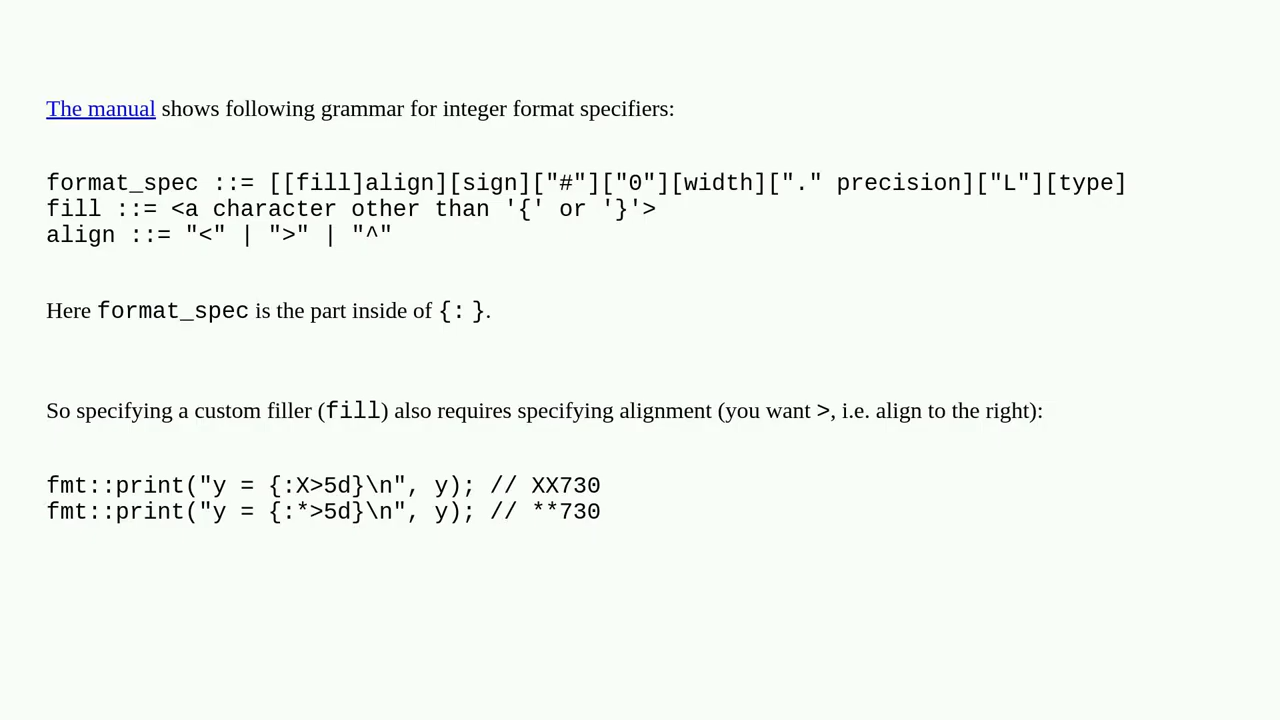 The manual shows following grammar for integer format specifiers:
format_spec ::= [[fill]align][sign]["#"]["0"][width]["." precision]["L"][type]
fill ::= <a character other than '{' or '}'>
align ::= "<" | ">" | "^"
Here format_spec is the part inside of {: }.
So specifying a custom filler (fill) also requires specifying alignment (you want >, i.e. align to the right):
fmt::print("y = {:X>5d}\n", y); // XX730
fmt::print("y = {:*>5d}\n", y); // **730